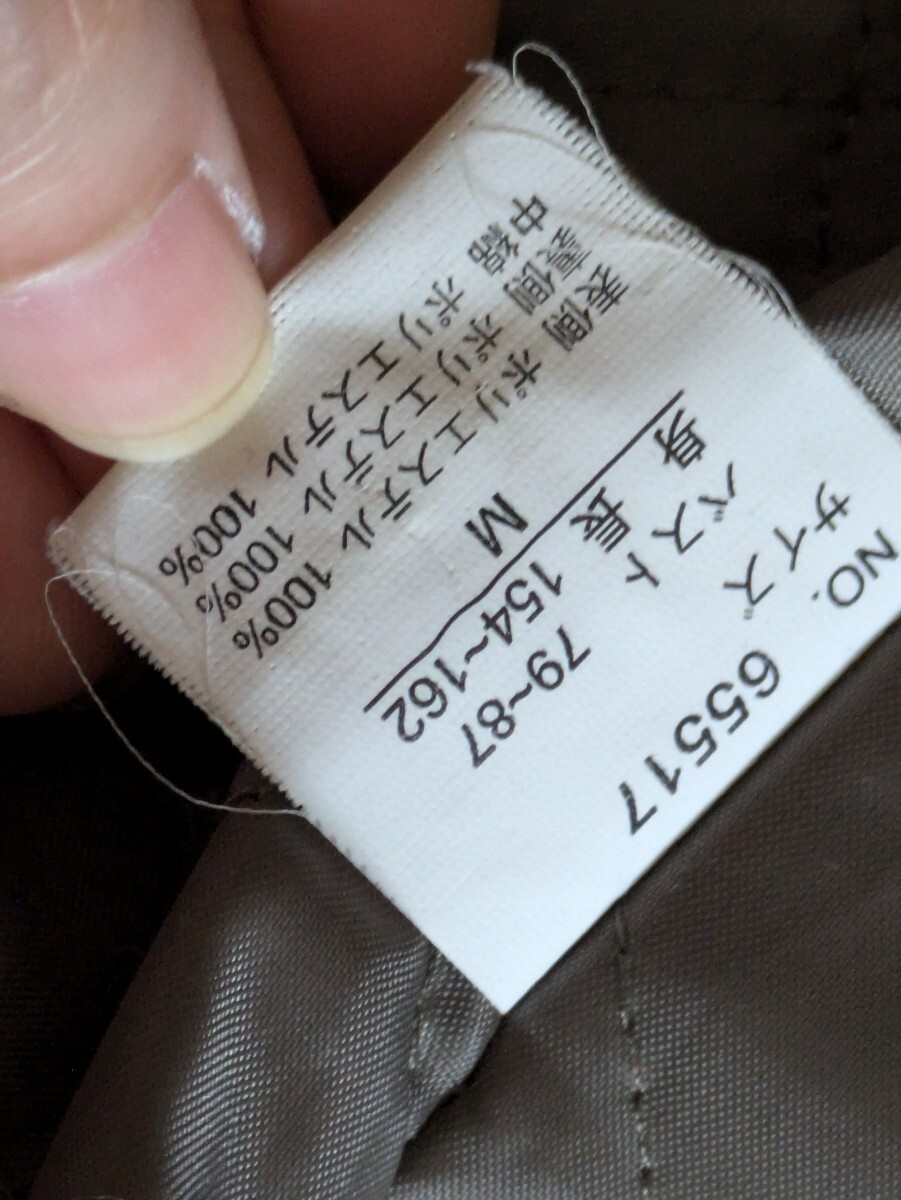 NO. 65517
サイズ
バスト 79~87
身長 154~162
M
表側 ポリエステル 100%
裏側 ポリエステル 100%
中綿 ポリエステル 100%